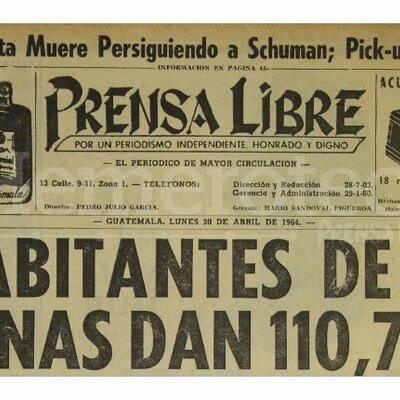 ta Muere Persiguiendo a Schuman; Pick-u
INFORMACION EN PAGINA 43.
ACU
PRENSA LIBRE
POR UN PERIODISMO INDEPENDIENTE, HONRADO Y DIGNO
EL PERIODICO DE MAYOR CIRCULACION
13 Calle, 9-31, Zona 1. — TELEFONOS:
Dirección y Redacción 28-7-03.
Gerencia y Administración 29-1-60.
18 m
Director: PEDRO JULIO GARCIA.
Gerente: MARIO SANDOVAL FIGUEROA
GUATEMALA, LUNES 20 DE ABRIL DE 1964.
ABITANTES DE
NAS DAN 110,7